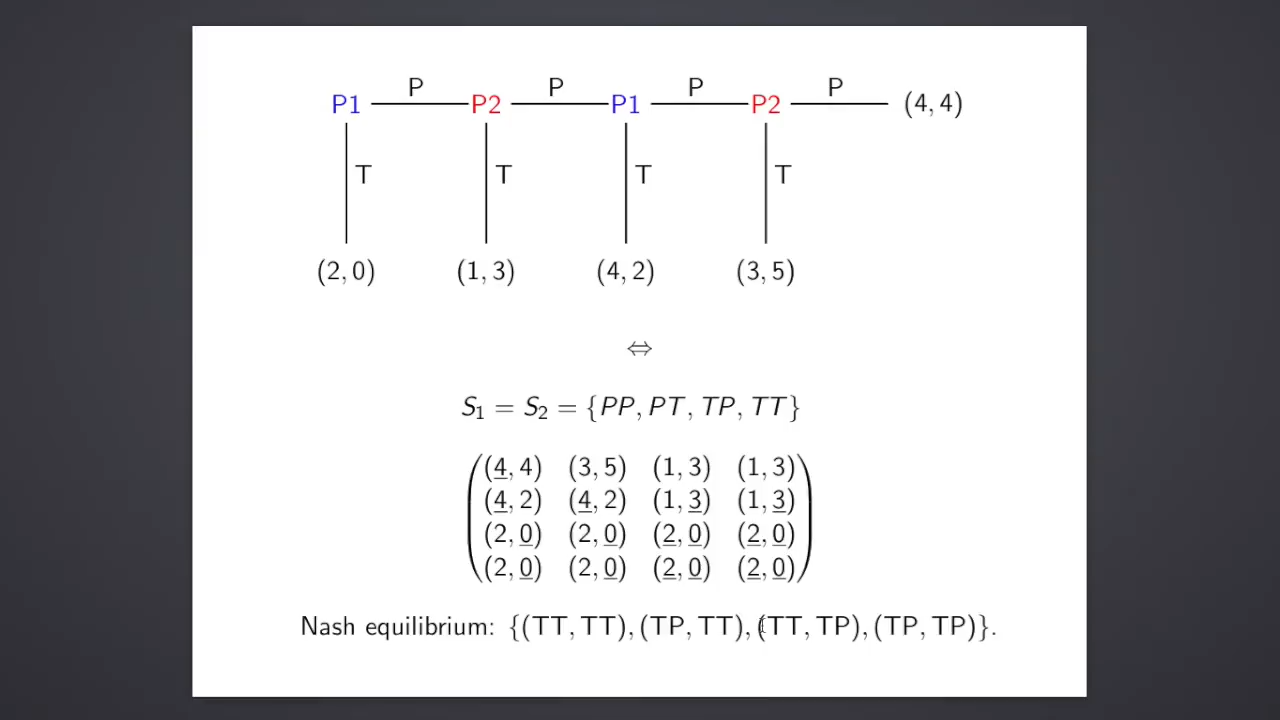 P P P P
P1 P2 P1 P2 (4, 4)
T T T T
(2, 0) (1, 3) (4, 2) (3, 5)
⇔
S₁ = S₂ = {PP, PT, TP, TT}
(4, 4) (3, 5) (1, 3) (1, 3)
(4, 2) (4, 2) (1, 3) (1, 3)
(2, 0) (2, 0) (2, 0) (2, 0)
(2, 0) (2, 0) (2, 0) (2, 0)
Nash equilibrium: {(TT, TT), (TP, TT), (TT, TP), (TP, TP)}.